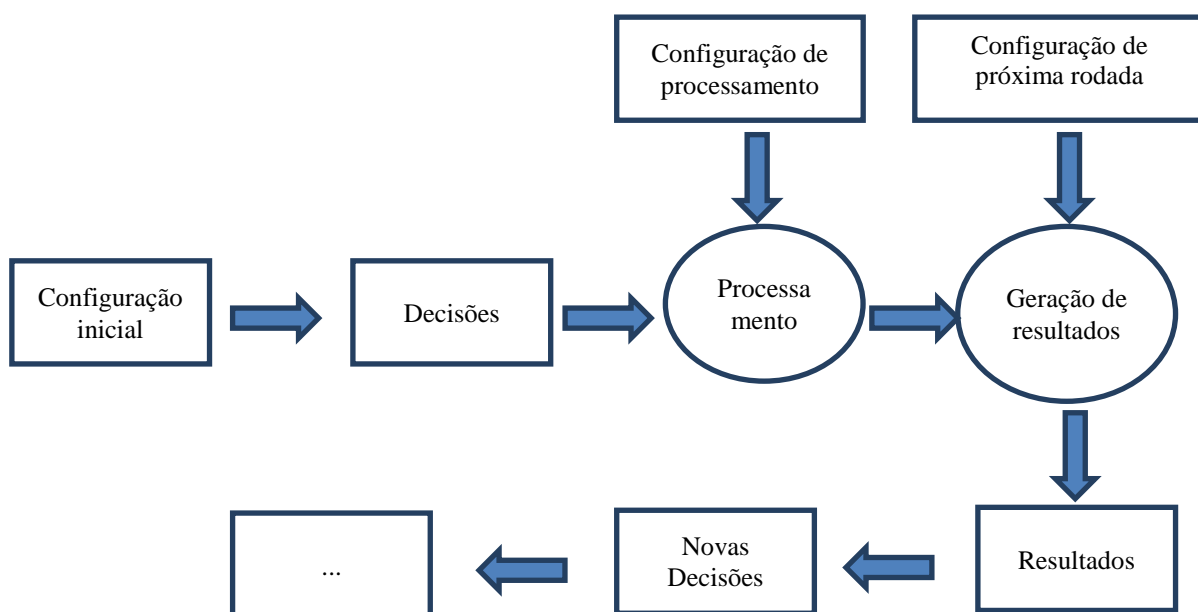 Configuração de
processamento
Configuração de
próxima rodada
Configuração
inicial
Decisões
Processa
mento
Geração de
resultados
...
Novas
Decisões
Resultados